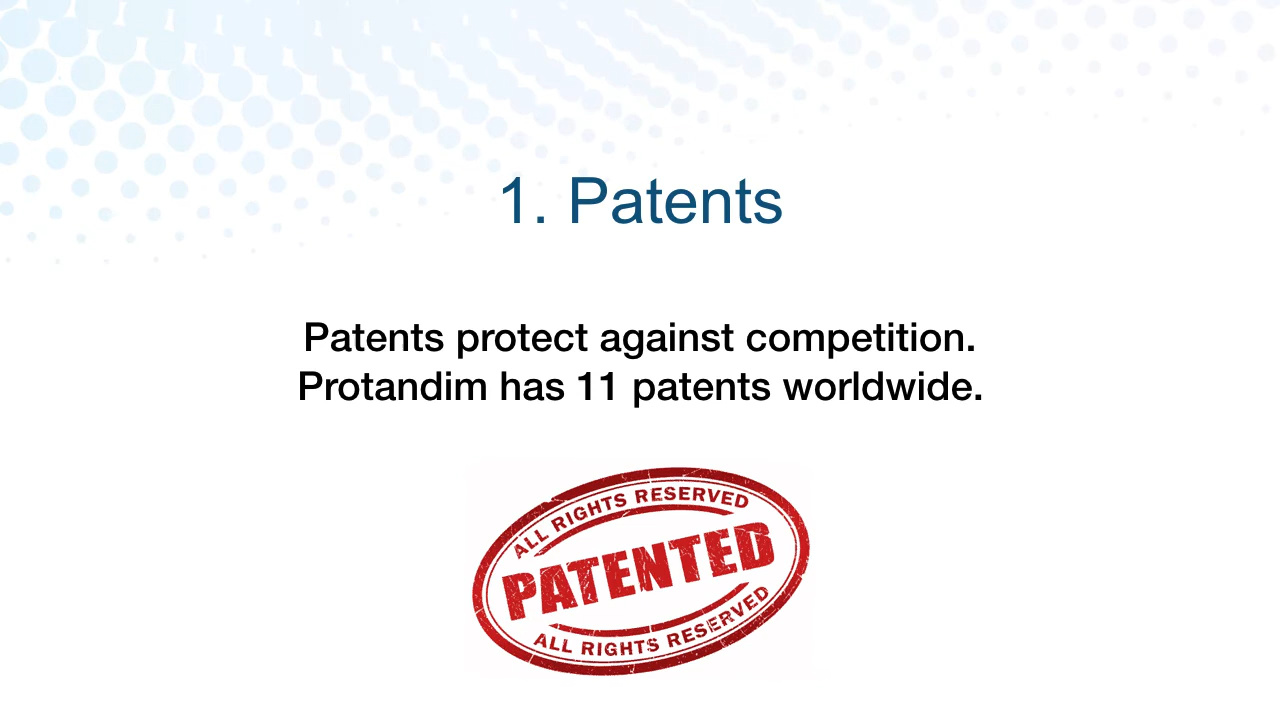 1. Patents
Patents protect against competition.
Protandim has 11 patents worldwide.
ALL RIGHTS RESERVED
PATENTED
ALL RIGHTS RESERVED